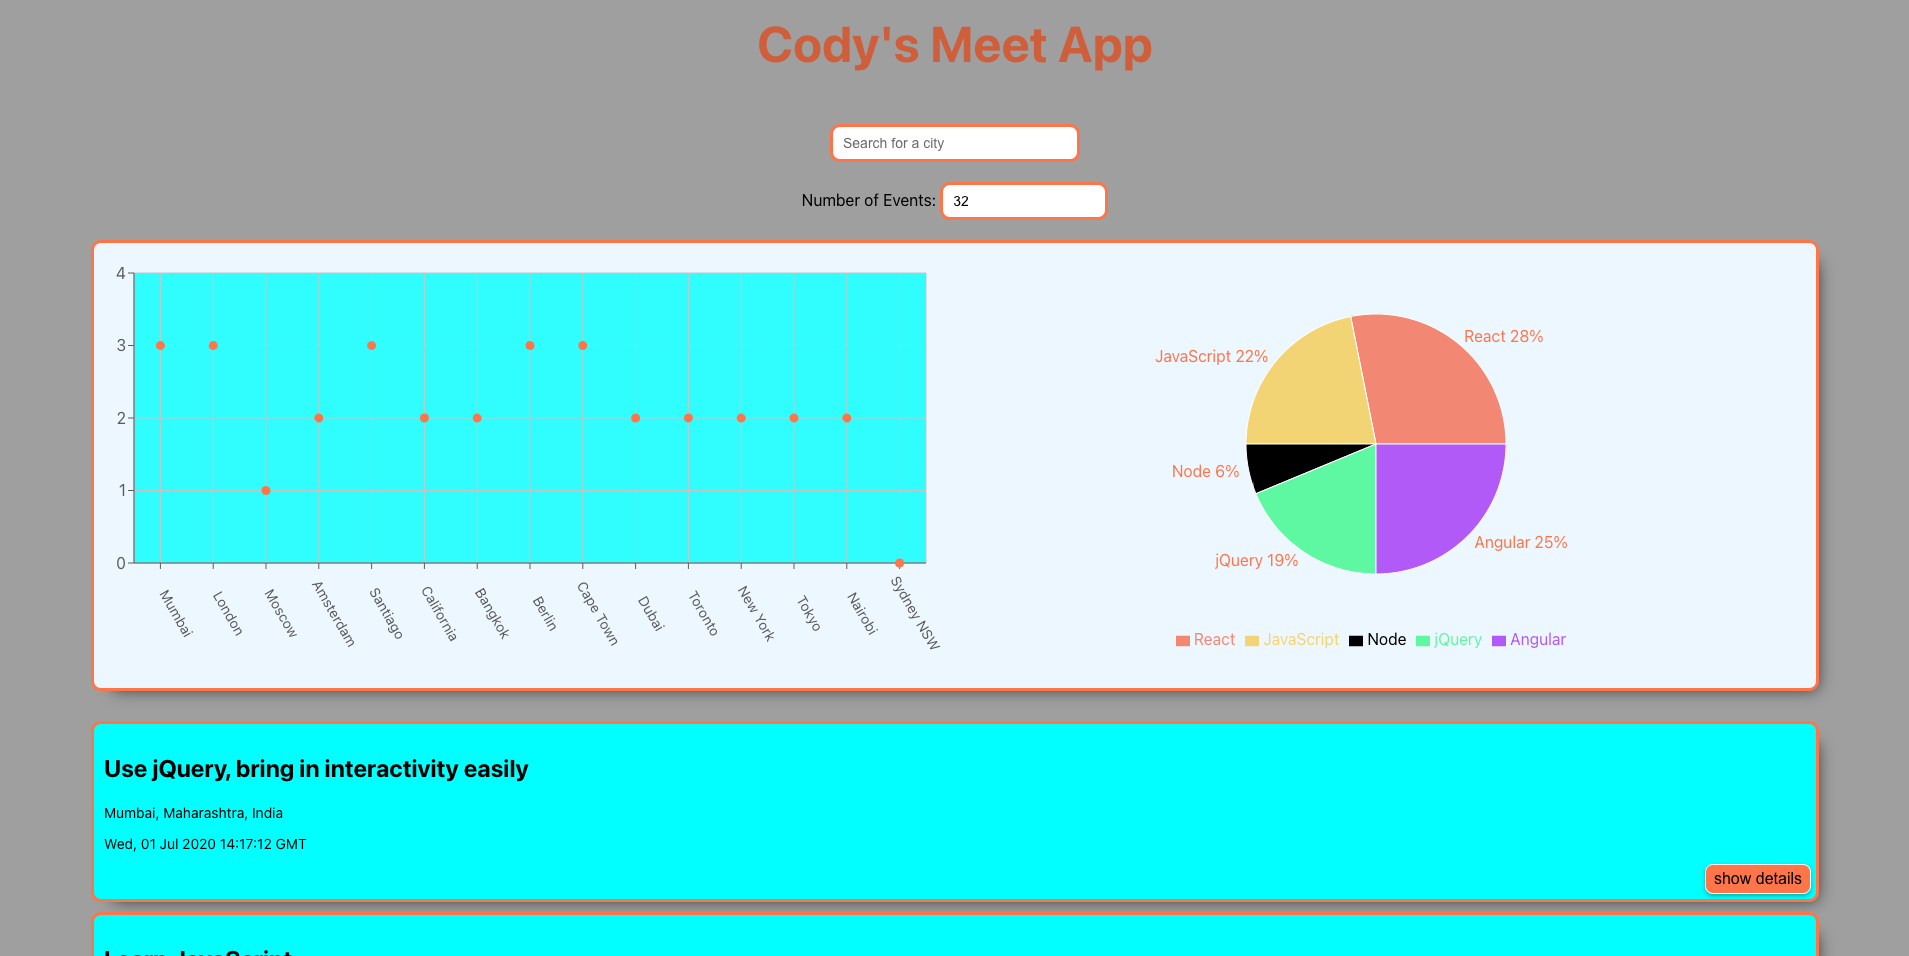 Cody's Meet App
Search for a city
Number of Events: 32
4
3
2
1
0
Mumbai
London
Moscow
Amsterdam
Santiago
California
Bangkok
Berlin
Cape Town
Dubai
Toronto
New York
Tokyo
Nairobi
Sydney NSW
React 28%
JavaScript 22%
Node 6%
jQuery 19%
Angular 25%
React JavaScript Node jQuery Angular
Use jQuery, bring in interactivity easily
Mumbai, Maharashtra, India
Wed, 01 Jul 2020 14:17:12 GMT
show details
Learn JavaScript